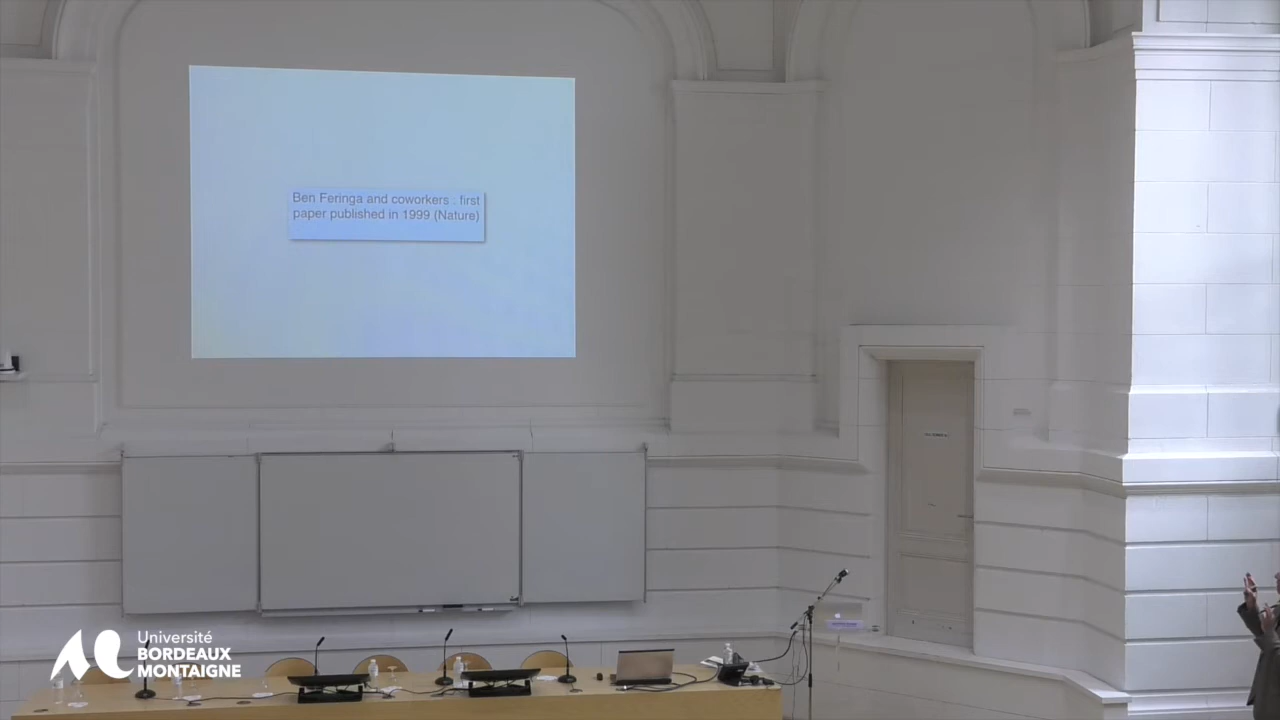 Ben Feringa and coworkers : first
paper published in 1999 (Nature)
Université
BORDEAUX
MONTAIGNE